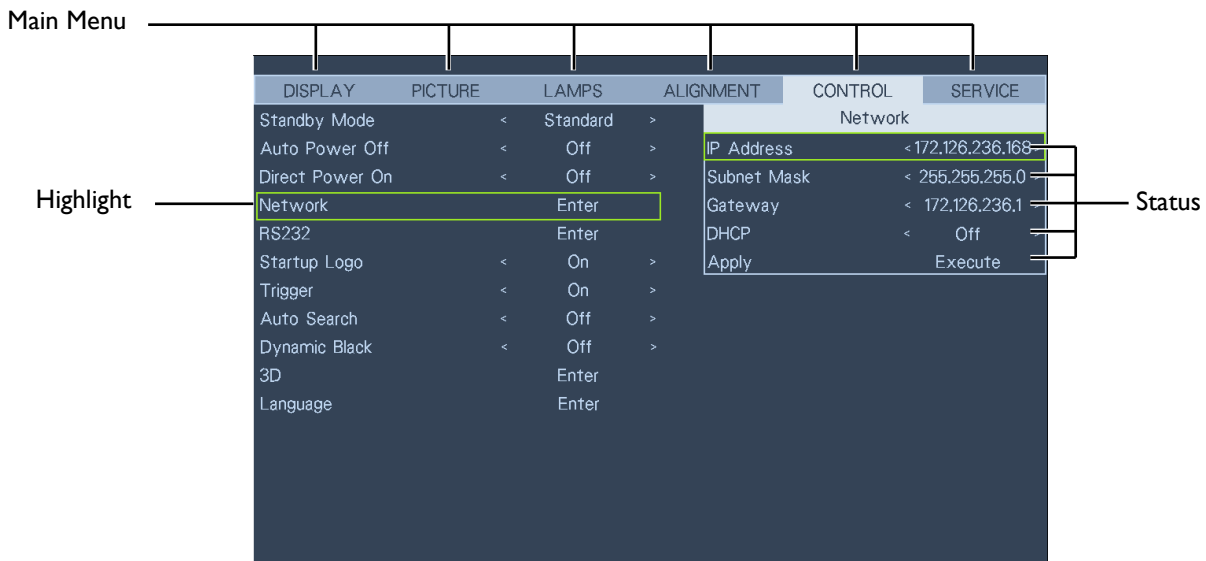 Main Menu
DISPLAY PICTURE LAMPS ALIGNMENT CONTROL SERVICE
Standby Mode < Standard >
Auto Power Off < Off >
Direct Power On < Off >
Network Enter
RS232 Enter
Startup Logo < On >
Trigger < On >
Auto Search < Off >
Dynamic Black < Off >
3D Enter
Language Enter
Network
IP Address < 172.126.236.168 >
Subnet Mask < 255.255.255.0 >
Gateway < 172.126.236.1 >
DHCP < Off >
Apply Execute
Highlight
Status